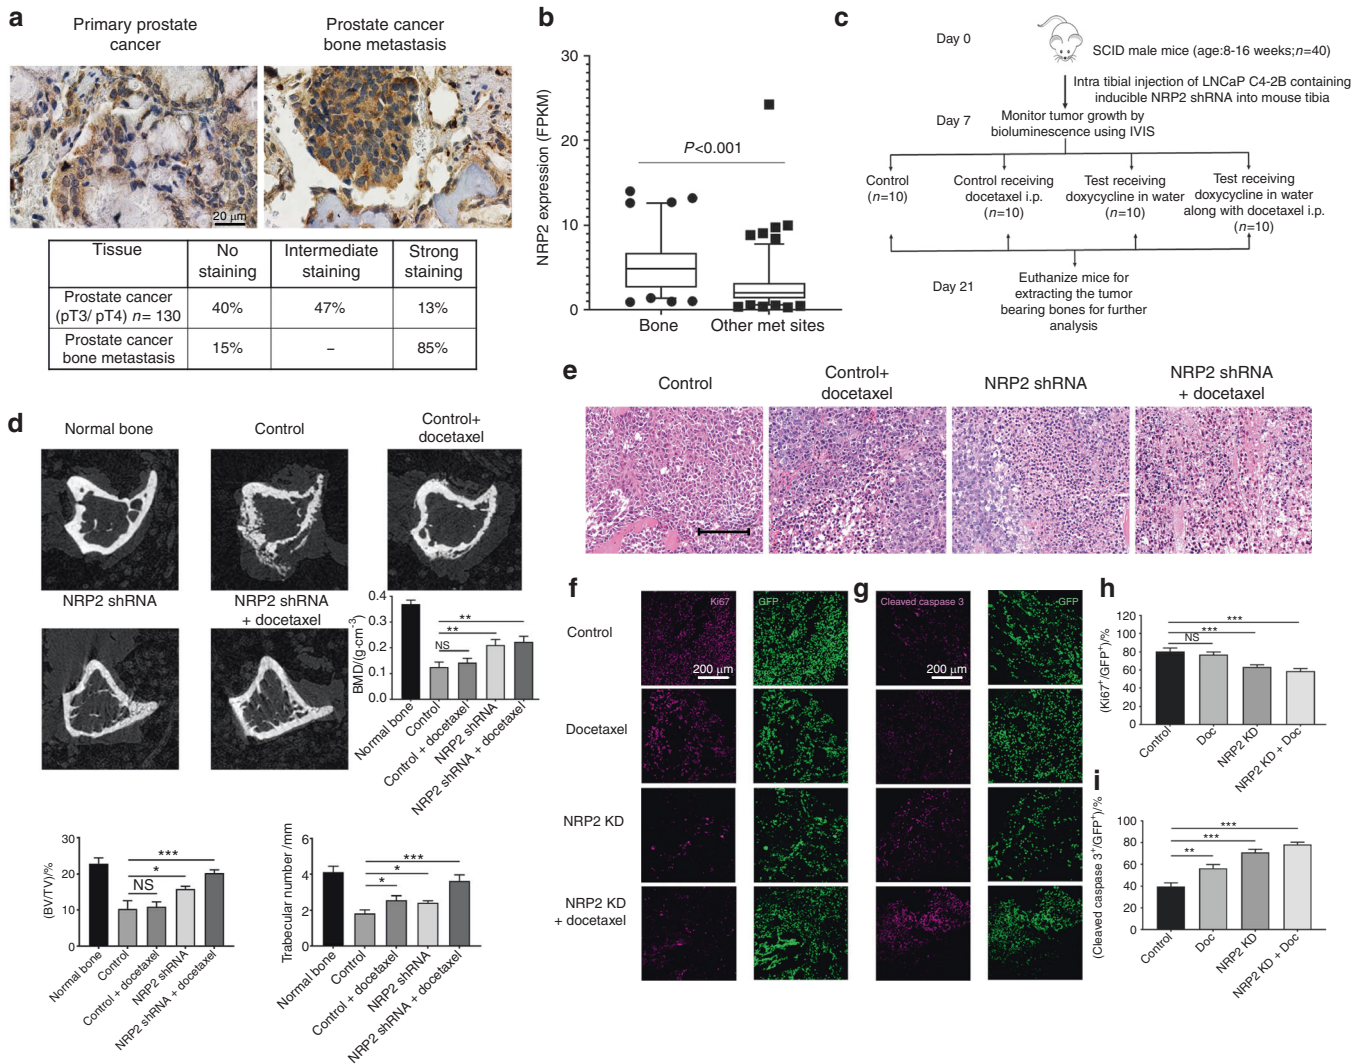 a
Primary prostate
cancer
Prostate cancer
bone metastasis
20 μm
Tissue
No
staining
Intermediate
staining
Strong
staining
Prostate cancer
(pT3/ pT4) n= 130
40%
47%
13%
Prostate cancer
bone metastasis
15%
–
85%
b
NRP2 expression (FPKM)
30
20
10
0
P<0.001
Bone
Other met sites
c
Day 0
SCID male mice (age:8-16 weeks;n=40)
Intra tibial injection of LNCaP C4-2B containing
inducible NRP2 shRNA into mouse tibia
Day 7
Monitor tumor growth by
bioluminescence using IVIS
Control
(n=10)
Control receiving
docetaxel i.p.
(n=10)
Test receiving
doxycycline in water
(n=10)
Test receiving
doxycycline in water
along with docetaxel i.p.
(n=10)
Day 21
Euthanize mice for
extracting the tumor
bearing bones for further
analysis
d
Normal bone
Control
Control+
docetaxel
NRP2 shRNA
NRP2 shRNA
+ docetaxel
BMD/(g·cm⁻³)
0.4
0.3
0.2
0.1
0.0
NS
**
**
Normal bone
Control
Control + docetaxel
NRP2 shRNA
NRP2 shRNA + docetaxel
(BV/TV)/%
30
20
10
0
NS
*
***
Normal bone
Control
Control + docetaxel
NRP2 shRNA
NRP2 shRNA + docetaxel
Trabecular number /mm
6
4
2
0
*
*
***
Normal bone
Control
Control + docetaxel
NRP2 shRNA
NRP2 shRNA + docetaxel
e
Control
Control+
docetaxel
NRP2 shRNA
NRP2 shRNA
+ docetaxel
f
Ki67
GFP
200 μm
Control
Docetaxel
NRP2 KD
NRP2 KD
+ docetaxel
g
Cleaved caspase 3
GFP
200 μm
h
(Ki67⁺/GFP⁺)/%
120
100
80
60
40
20
0
NS
***
***
Control
Doc
NRP2 KD
NRP2 KD + Doc
i
(Cleaved caspase 3⁺/GFP⁺)/%
100
80
60
40
20
0
**
***
***
Control
Doc
NRP2 KD
NRP2 KD + Doc